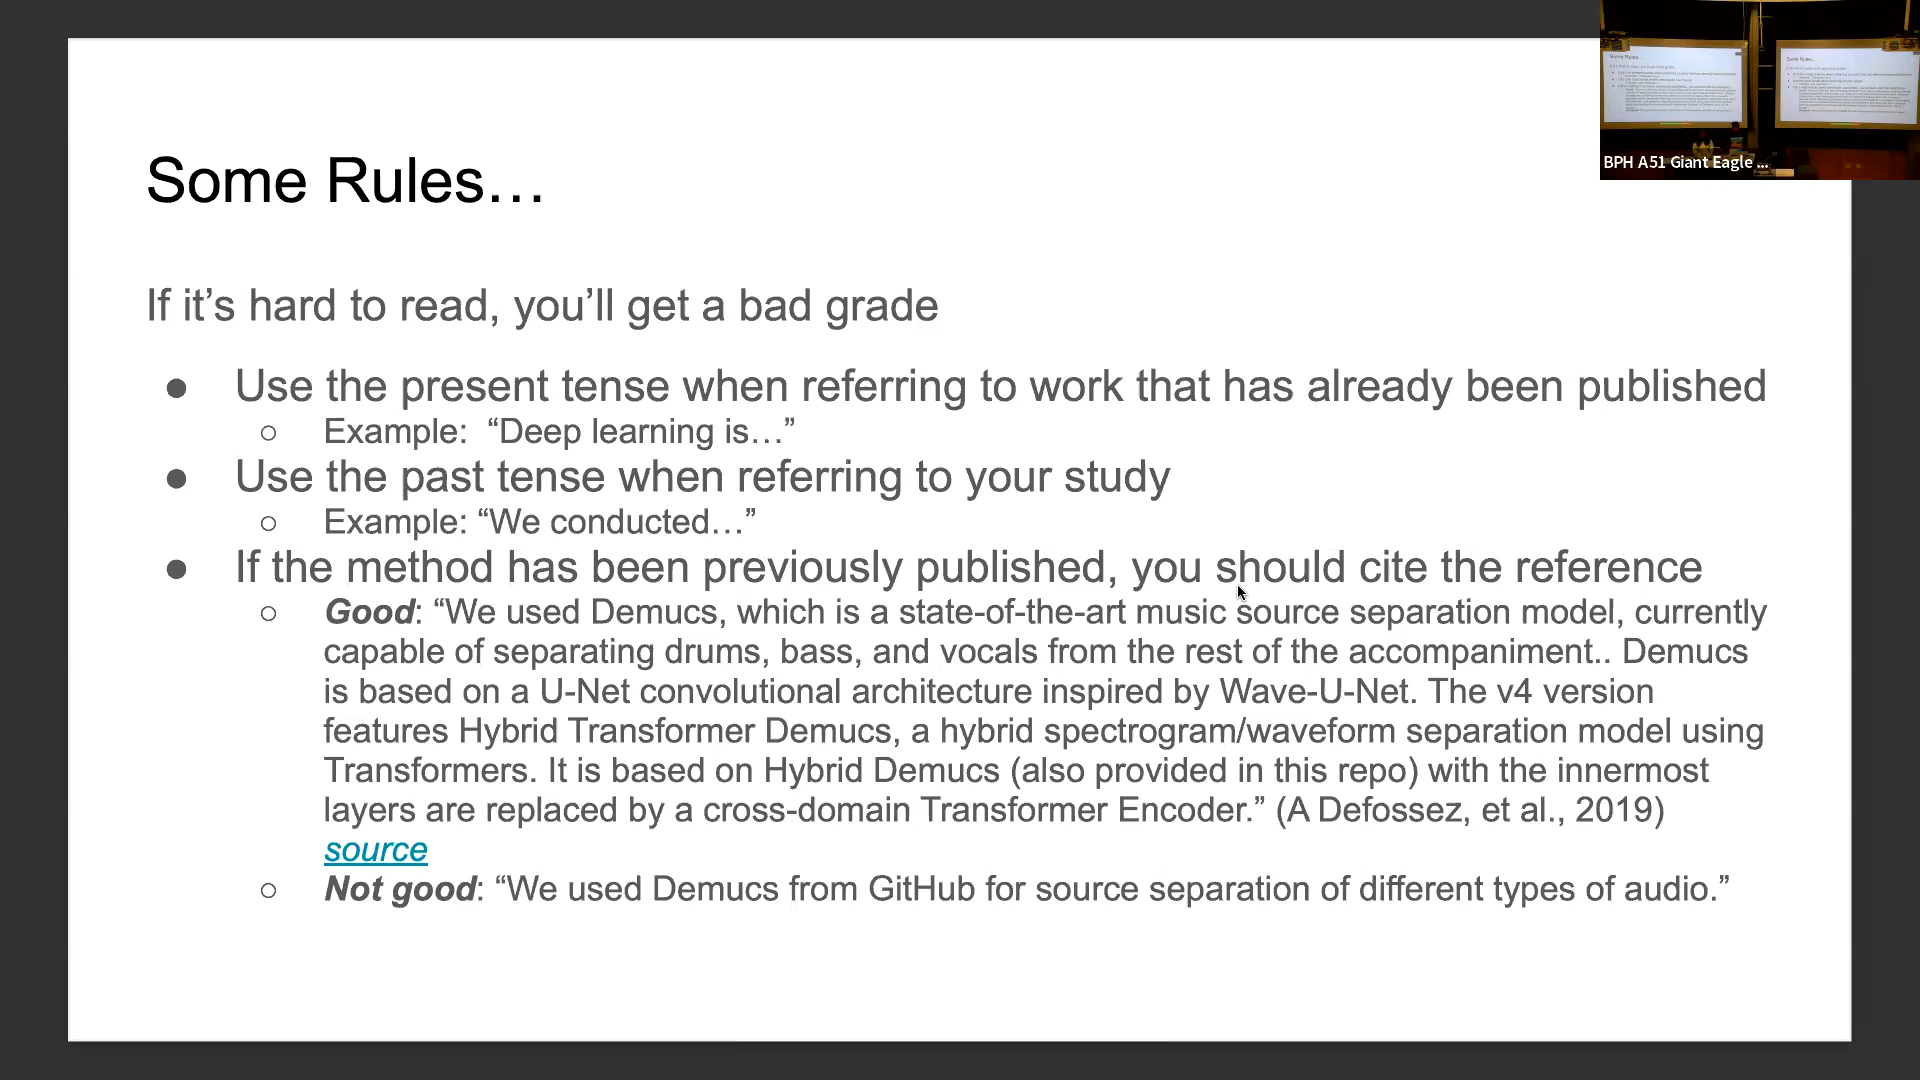 BPH A51 Giant Eagle ...
Some Rules…
If it’s hard to read, you’ll get a bad grade
● Use the present tense when referring to work that has already been published
○ Example:  “Deep learning is…”
● Use the past tense when referring to your study
○ Example: “We conducted…”
● If the method has been previously published, you should cite the reference
○ Good: “We used Demucs, which is a state-of-the-art music source separation model, currently
capable of separating drums, bass, and vocals from the rest of the accompaniment.. Demucs
is based on a U-Net convolutional architecture inspired by Wave-U-Net. The v4 version
features Hybrid Transformer Demucs, a hybrid spectrogram/waveform separation model using
Transformers. It is based on Hybrid Demucs (also provided in this repo) with the innermost
layers are replaced by a cross-domain Transformer Encoder.” (A Defossez, et al., 2019)
source
○ Not good: “We used Demucs from GitHub for source separation of different types of audio.”